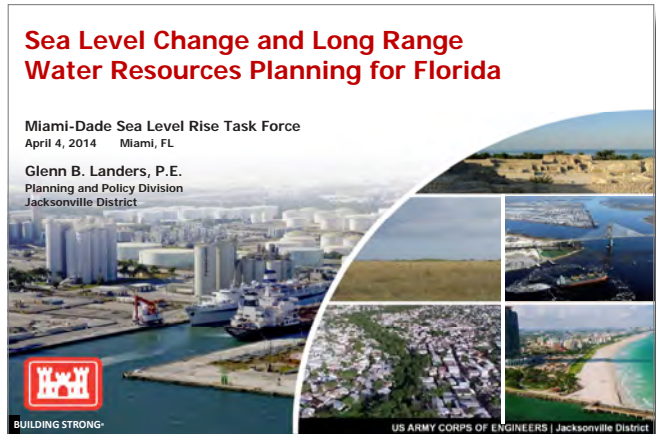 Sea Level Change and Long Range
Water Resources Planning for Florida
Miami-Dade Sea Level Rise Task Force
April 4, 2014 Miami, FL
Glenn B. Landers, P.E.
Planning and Policy Division
Jacksonville District
BUILDING STRONG®
US ARMY CORPS OF ENGINEERS | Jacksonville District